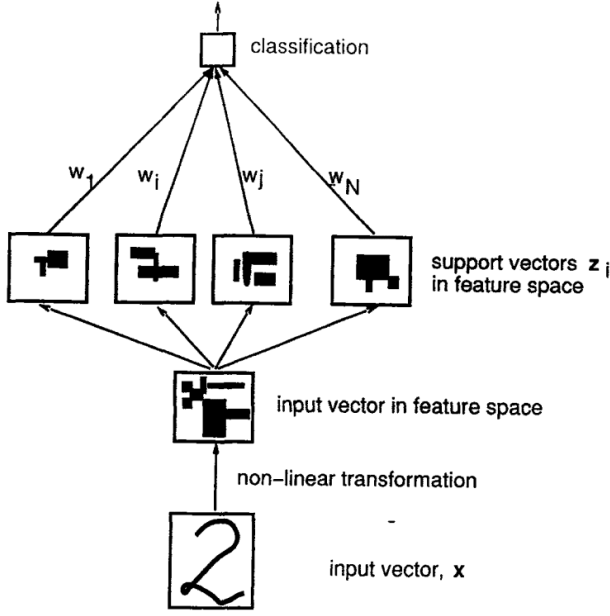 classification
w1
wi
wj
wN
support vectors zi
in feature space
input vector in feature space
non-linear transformation
2
input vector, x